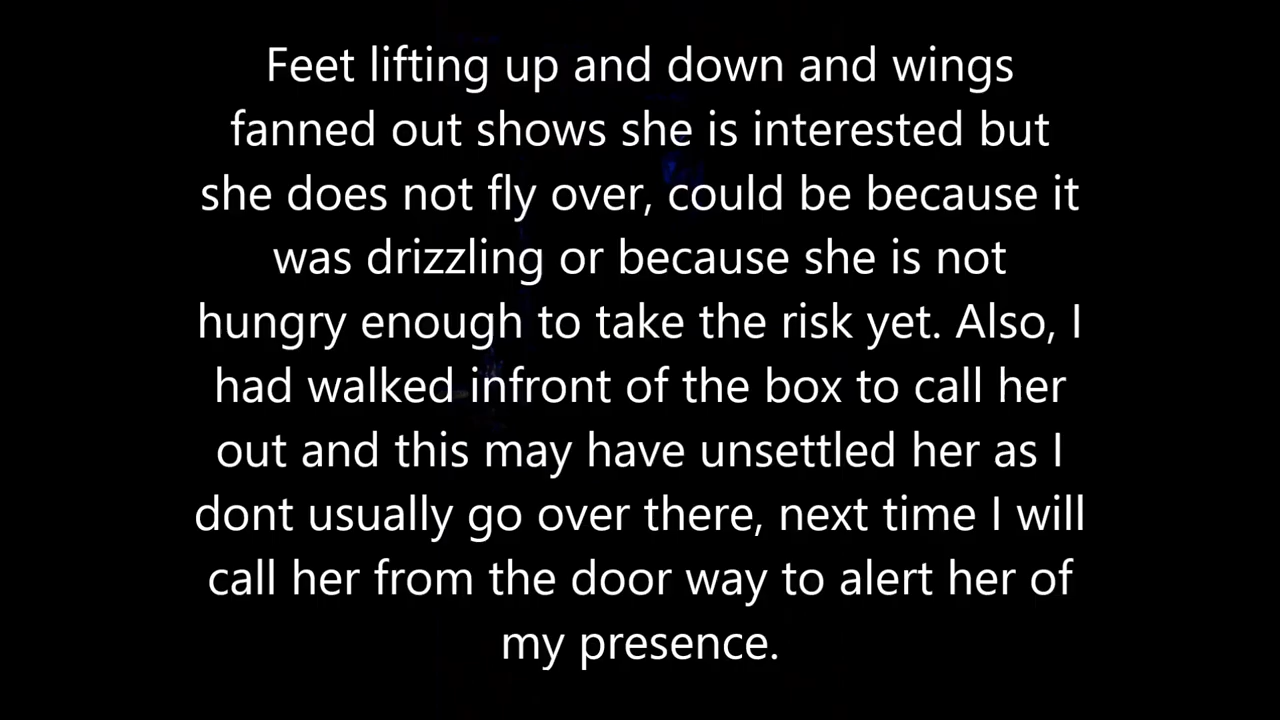 Feet lifting up and down and wings
fanned out shows she is interested but
she does not fly over, could be because it
was drizzling or because she is not
hungry enough to take the risk yet. Also, I
had walked infront of the box to call her
out and this may have unsettled her as I
dont usually go over there, next time I will
call her from the door way to alert her of
my presence.